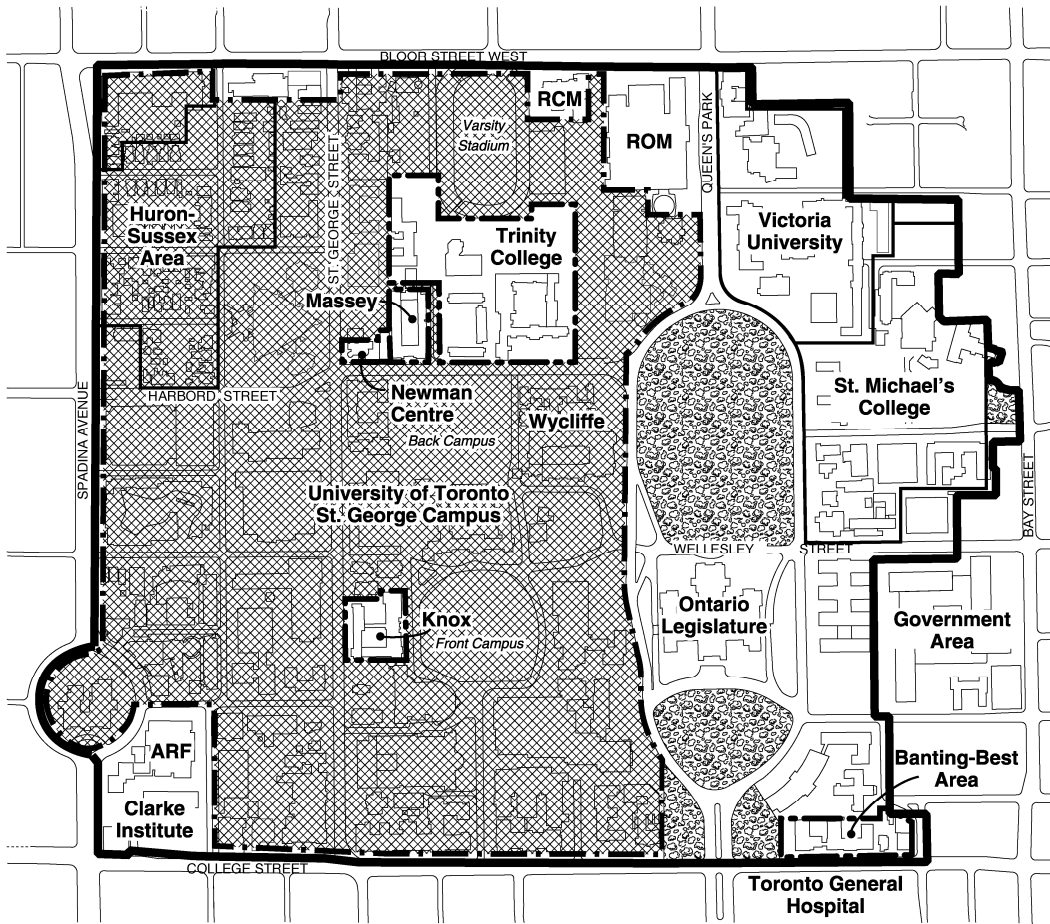 BLOOR STREET WEST
RCM
ROM
Varsity
Stadium
QUEEN'S PARK
ST. GEORGE STREET
Huron-
Sussex
Area
Trinity
College
Victoria
University
Massey
Newman
Centre
HARBORD STREET
Back Campus
Wycliffe
St. Michael's
College
SPADINA AVENUE
BAY STREET
University of Toronto
St. George Campus
WELLESLEY STREET
Ontario
Legislature
Government
Area
Knox
Front Campus
ARF
Clarke
Institute
Banting-Best
Area
COLLEGE STREET
Toronto General
Hospital